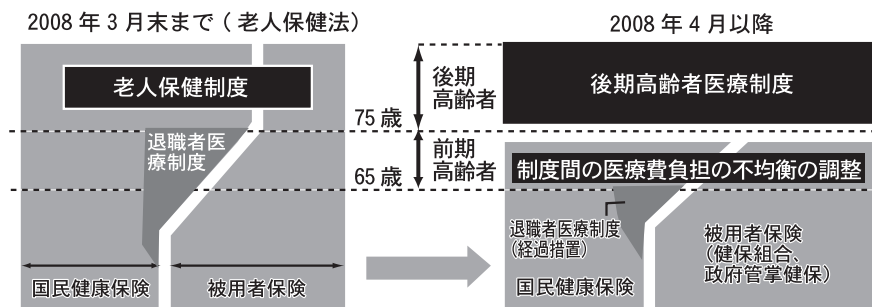 2008年3月末まで(老人保健法)
老人保健制度
退職者医
療制度
国民健康保険
被用者保険
後期
高齢者
75歳
前期
高齢者
65歳
2008年4月以降
後期高齢者医療制度
制度間の医療費負担の不均衡の調整
退職者医療制度
(経過措置)
国民健康保険
被用者保険
(健保組合、
政府管掌健保)